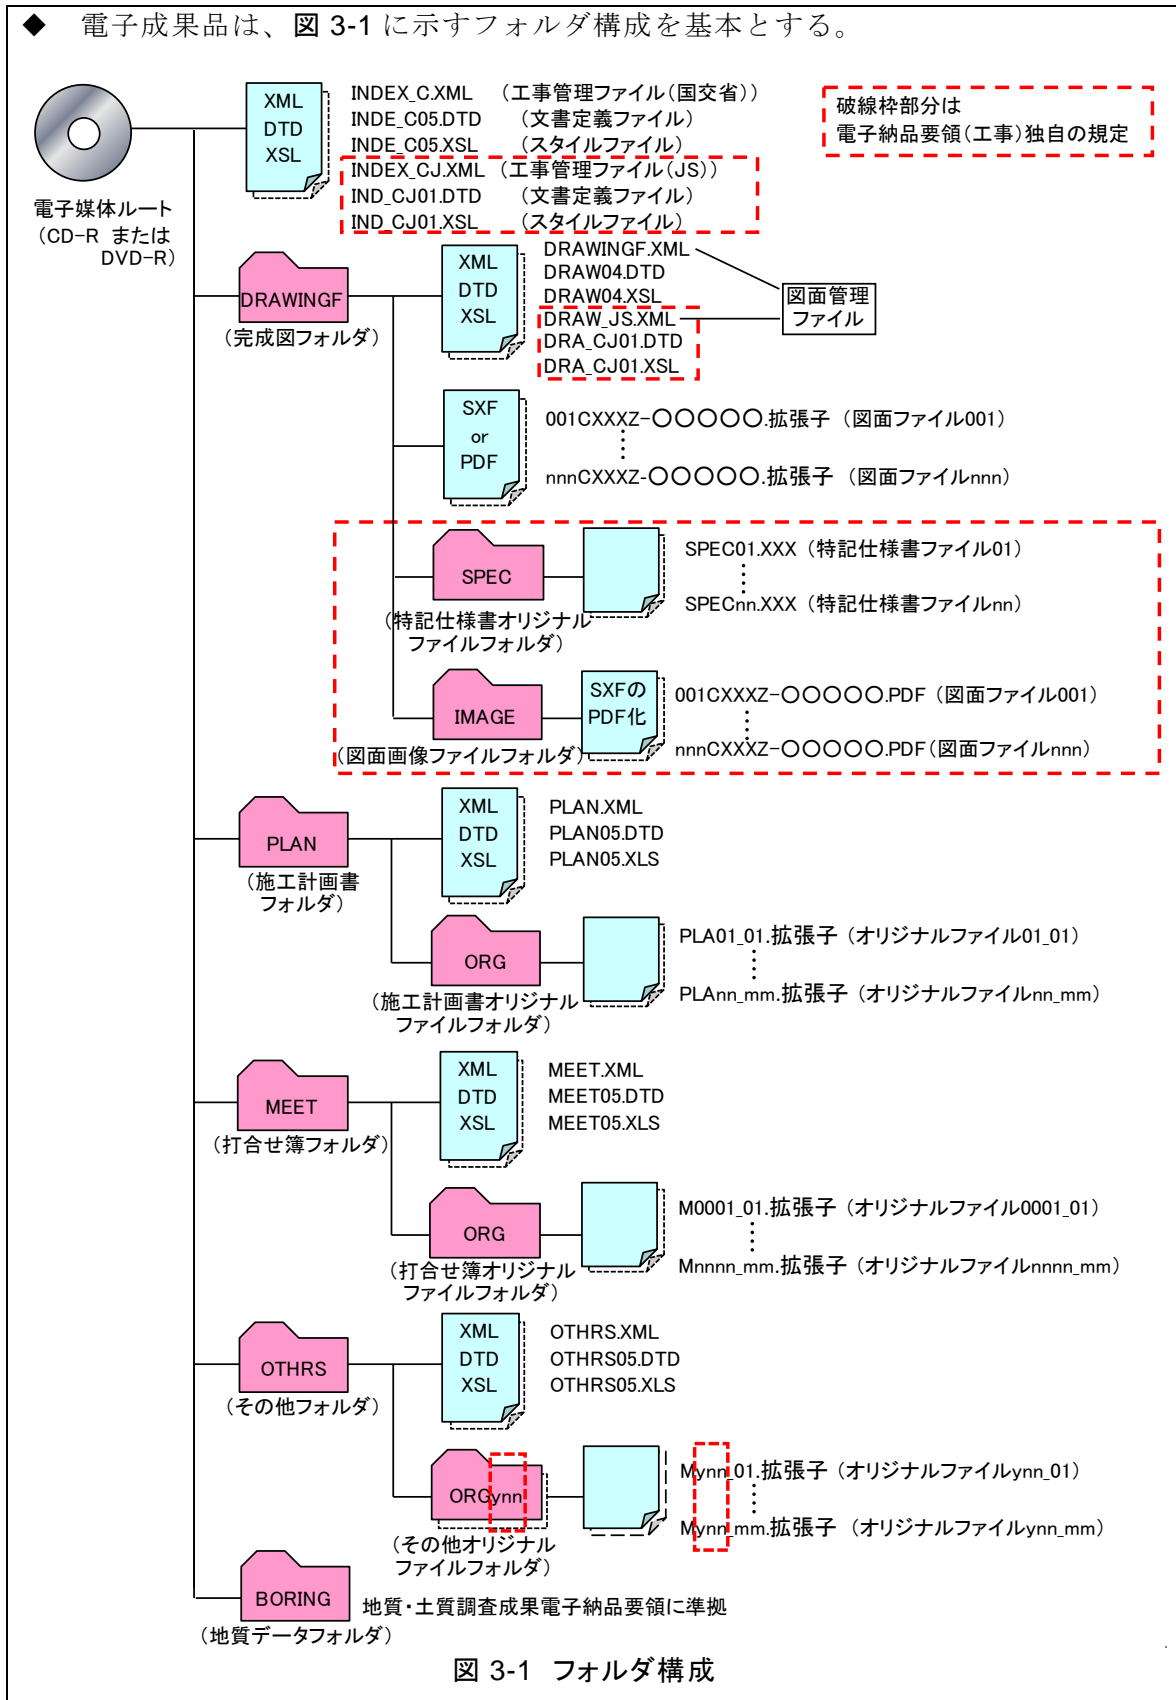 ◆ 電子成果品は、図 3-1 に示すフォルダ構成を基本とする。
XML
DTD
XSL
INDEX_C.XML （工事管理ファイル（国交省））
INDE_C05.DTD （文書定義ファイル）
INDE_C05.XSL （スタイルファイル）
INDEX_CJ.XML （工事管理ファイル（JS））
IND_CJ01.DTD （文書定義ファイル）
IND_CJ01.XSL （スタイルファイル）
破線枠部分は
電子納品要領（工事）独自の規定
電子媒体ルート
（CD-R または
DVD-R）
DRAWINGF
（完成図フォルダ）
XML
DTD
XSL
DRAWINGF.XML
DRAW04.DTD
DRAW04.XSL
DRAW_JS.XML
DRA_CJ01.DTD
DRA_CJ01.XSL
図面管理
ファイル
SXF
or
PDF
001CXXXZ-〇〇〇〇〇.拡張子 （図面ファイル001）
nnnCXXXZ-〇〇〇〇〇.拡張子 （図面ファイルnnn）
SPEC
（特記仕様書オリジナル
ファイルフォルダ）
SPEC01.XXX （特記仕様書ファイル01）
SPECnn.XXX （特記仕様書ファイルnn）
IMAGE
（図面画像ファイルフォルダ）
SXFの
PDF化
001CXXXZ-〇〇〇〇〇.PDF （図面ファイル001）
nnnCXXXZ-〇〇〇〇〇.PDF（図面ファイルnnn）
PLAN
（施工計画書
フォルダ）
XML
DTD
XSL
PLAN.XML
PLAN05.DTD
PLAN05.XLS
ORG
（施工計画書オリジナル
ファイルフォルダ）
PLA01_01.拡張子 （オリジナルファイル01_01）
PLAnn_mm.拡張子 （オリジナルファイルnn_mm）
MEET
（打合せ簿フォルダ）
XML
DTD
XSL
MEET.XML
MEET05.DTD
MEET05.XLS
ORG
（打合せ簿オリジナル
ファイルフォルダ）
M0001_01.拡張子 （オリジナルファイル0001_01）
Mnnnn_mm.拡張子 （オリジナルファイルnnnn_mm）
OTHRS
（その他フォルダ）
XML
DTD
XSL
OTHRS.XML
OTHRS05.DTD
OTHRS05.XLS
ORGynn
（その他オリジナル
ファイルフォルダ）
Mynn_01.拡張子 （オリジナルファイルynn_01）
Mynn_mm.拡張子 （オリジナルファイルynn_mm）
BORING
（地質データフォルダ）
地質・土質調査成果電子納品要領に準拠
図 3-1 フォルダ構成